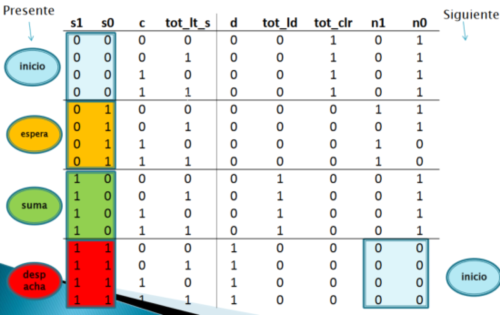 Presente
Siguiente
s1 s0 c tot_lt_s d tot_ld tot_clr n1 n0
0 0 0 0 0 0 1 0 1
0 0 0 1 0 0 1 0 1
inicio
0 0 1 0 0 0 1 0 1
0 0 1 1 0 0 1 0 1
0 1 0 0 0 0 0 1 1
0 1 0 1 0 0 0 0 1
espera
0 1 1 0 0 0 0 1 0
0 1 1 1 0 0 0 1 0
1 0 0 0 0 1 0 0 1
1 0 0 1 0 1 0 0 1
suma
1 0 1 0 0 1 0 0 1
1 0 1 1 0 1 0 0 1
1 1 0 0 1 0 0 0 0
1 1 0 1 1 0 0 0 0
desp
acha
1 1 1 0 1 0 0 0 0
1 1 1 1 1 0 0 0 0
inicio